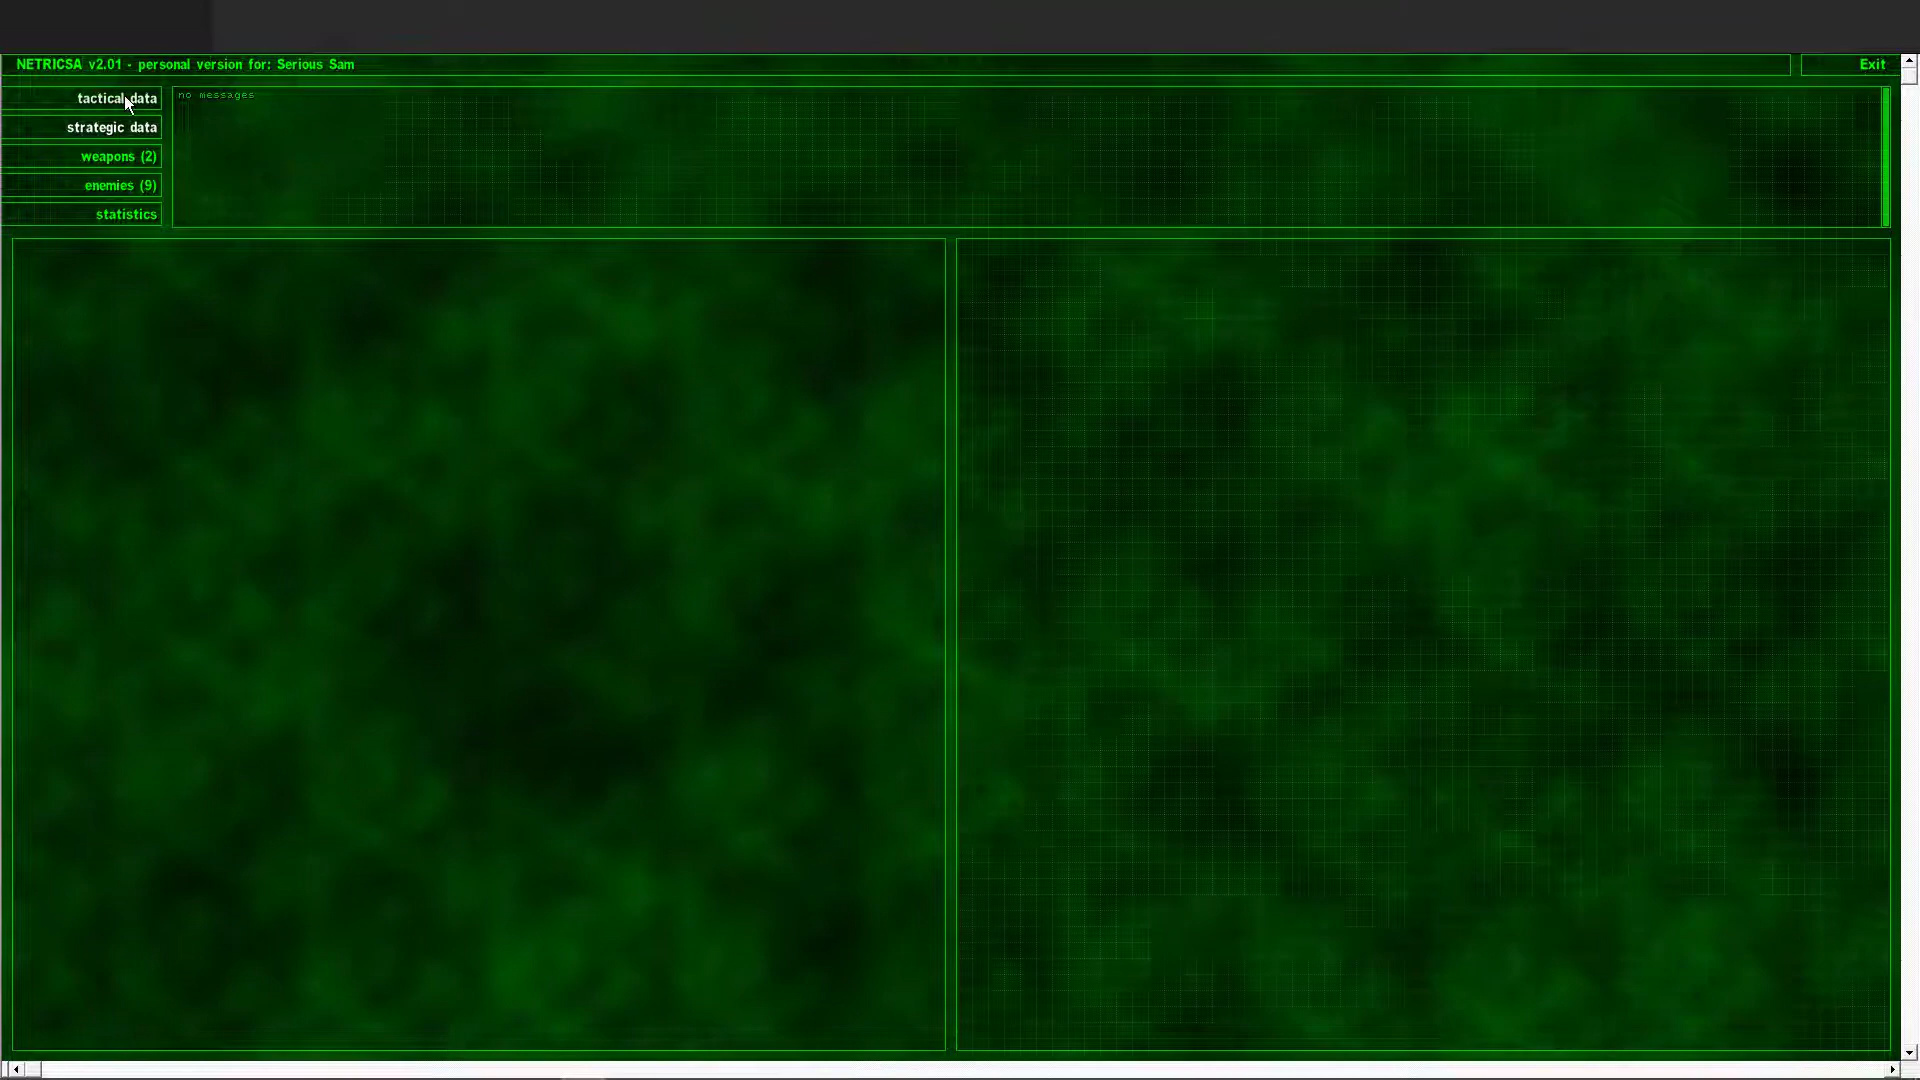 NETRICSA v2.01 - personal version for: Serious Sam
Exit
tactical data
no messages
strategic data
weapons (2)
enemies (9)
statistics